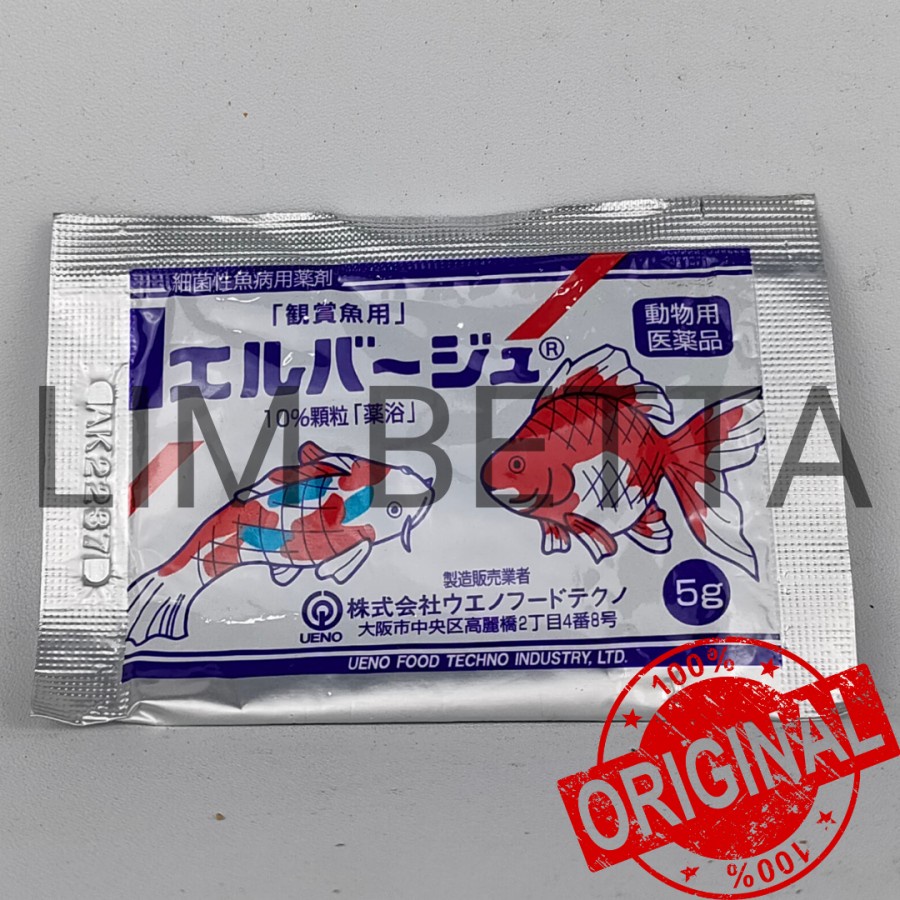 細菌性魚病用薬剤
「観賞魚用」
動物用
医薬品
エルバージュ®
10%顆粒「薬浴」
LIM BETTA
AK2237
製造販売業者
株式会社ウエノフードテクノ
UENO
大阪市中央区高麗橋2丁目4番8号
5g
UENO FOOD TECHNO INDUSTRY, LTD.
100%
ORIGINAL
100%